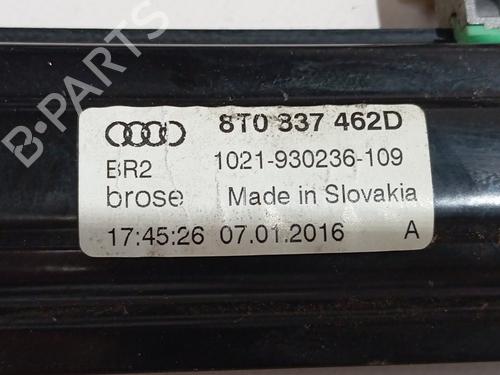 8T0 837 462D
BR2 1021-930236-109
brose Made in Slovakia
17:45:26 07.01.2016 A
B-PARTS